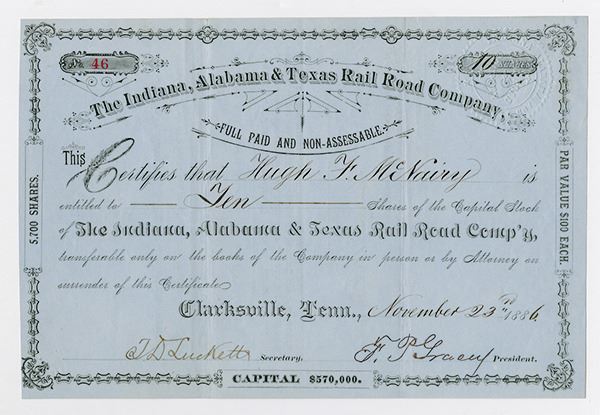 No. 46
10 SHARES
The Indiana, Alabama & Texas Rail Road Company,
FULL PAID AND NON-ASSESSABLE.
This Certifies that Hugh F. McNairy is
entitled to Ten Shares of the Capital Stock
of The Indiana, Alabama & Texas Rail Road Comp'y,
transferable only on the books of the Company in person or by Attorney on
surrender of this Certificate
Clarksville, Tenn., November 23rd 1886
T D Luckett Secretary. F. P. Gracey President.
CAPITAL $570,000.
5,700 SHARES.
PAR VALUE $100 EACH.